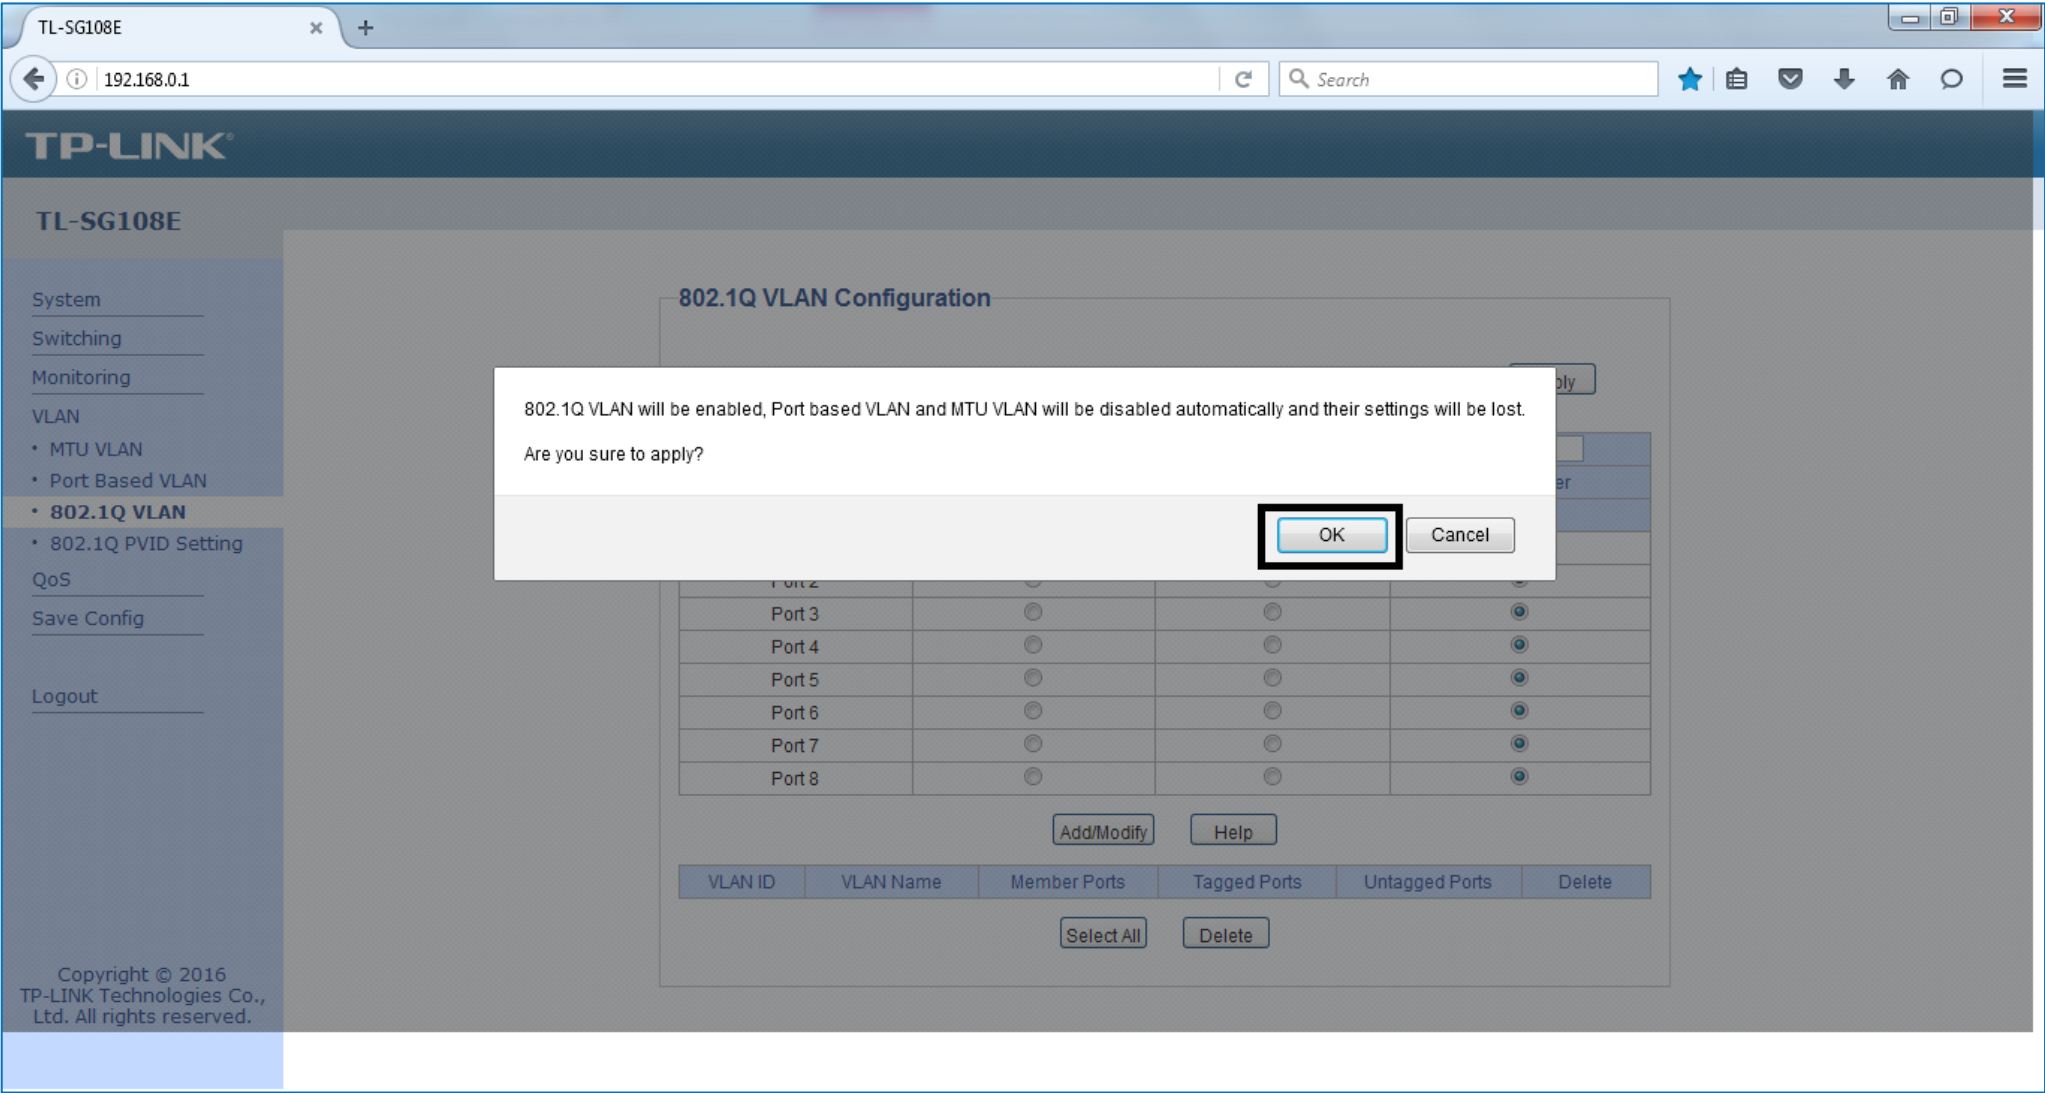 TL-SG108E
192.168.0.1
Search
TP-LINK®
TL-SG108E
System
Switching
Monitoring
VLAN
• MTU VLAN
• Port Based VLAN
• 802.1Q VLAN
• 802.1Q PVID Setting
QoS
Save Config
Logout
Copyright © 2016
TP-LINK Technologies Co.,
Ltd. All rights reserved.
802.1Q VLAN Configuration
802.1Q VLAN will be enabled, Port based VLAN and MTU VLAN will be disabled automatically and their settings will be lost.
Are you sure to apply?
OK Cancel
Port 2
Port 3
Port 4
Port 5
Port 6
Port 7
Port 8
Add/Modify Help
VLAN ID VLAN Name Member Ports Tagged Ports Untagged Ports Delete
Select All Delete